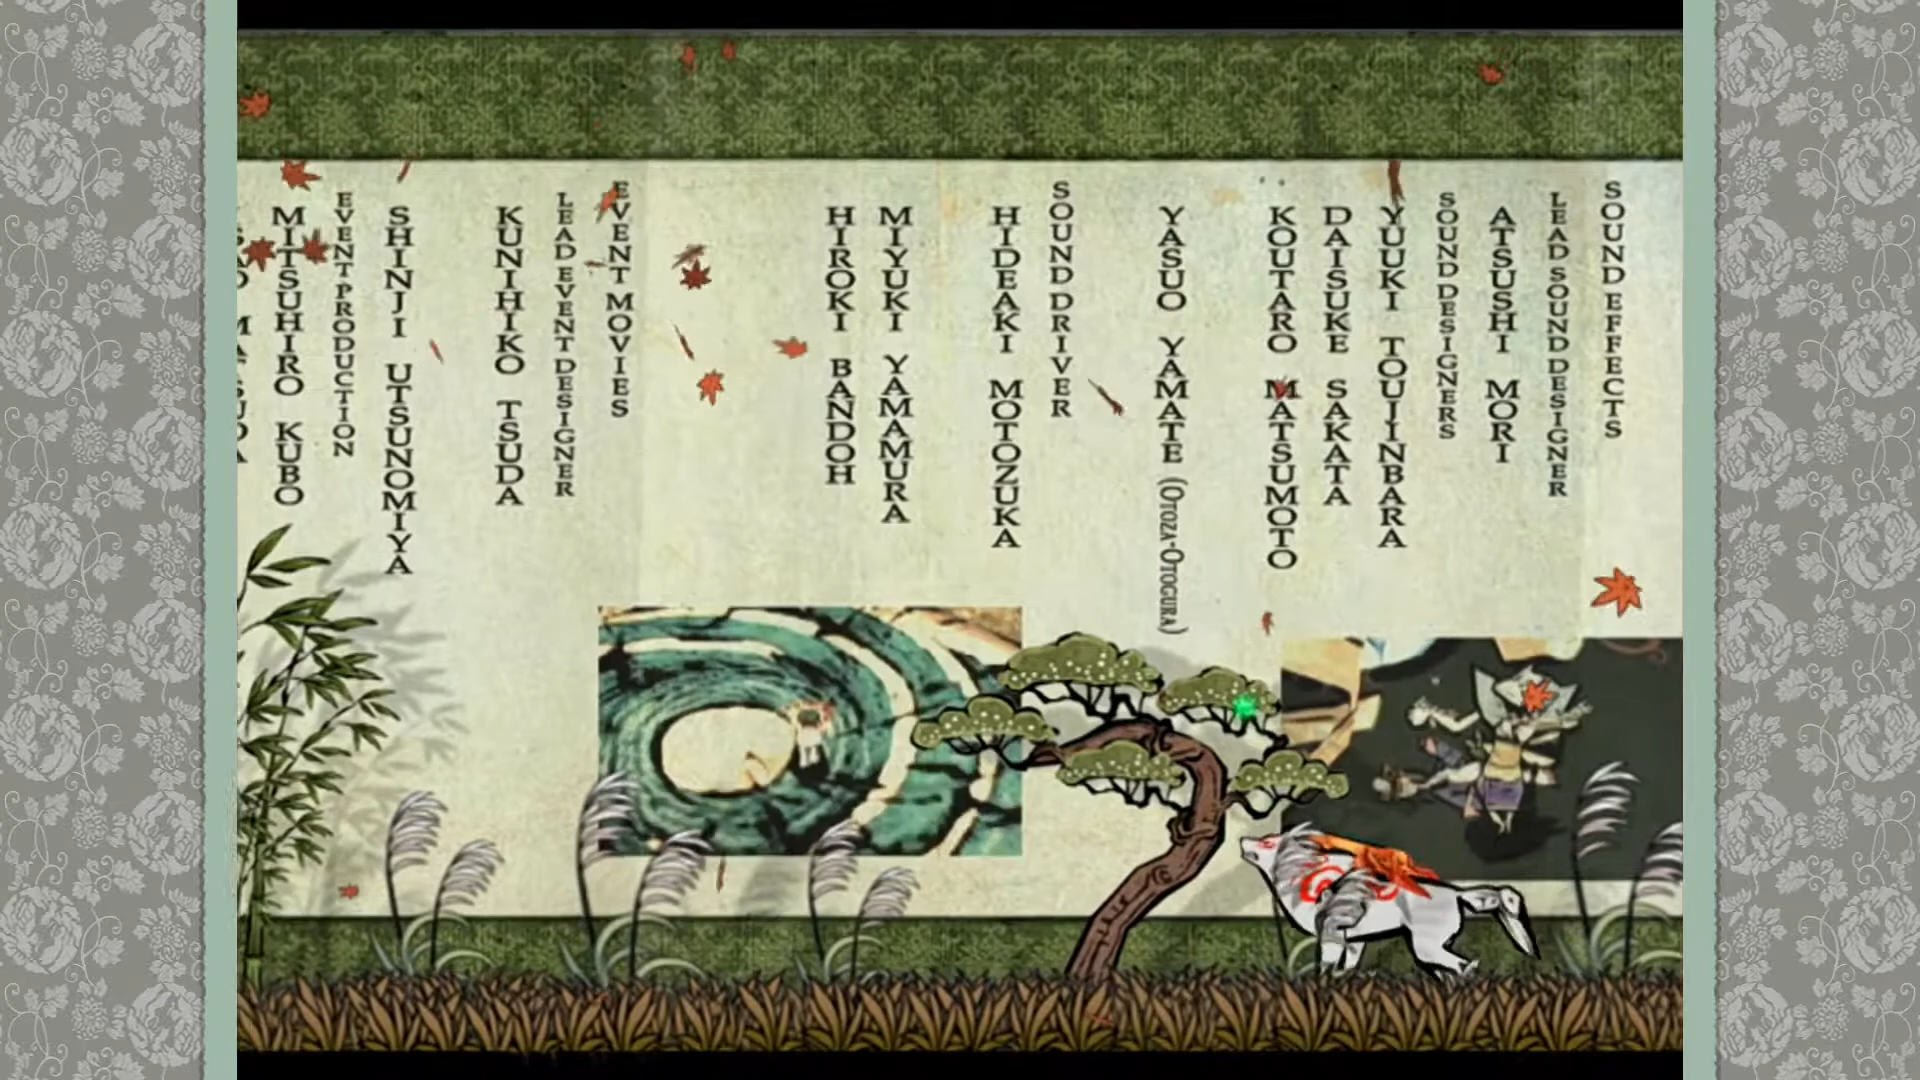 SOUND EFFECTS
LEAD SOUND DESIGNER
ATSUSHI MORI
SOUND DESIGNERS
YUUKI TOUJINBARA
DAISUKE SAKATA
KOUTARO MATSUMOTO
YASUO YAMATE (OTOZA-OTOGURA)
SOUND DRIVER
HIDEAKI MOTOZUKA
MIYUKI YAMAMURA
HIROKI BANDOH
EVENT MOVIES
LEAD EVENT DESIGNER
KUNIHIKO TSUDA
SHINJI UTSUNOMIYA
EVENT PRODUCTION
MITSUHIRO KUBO